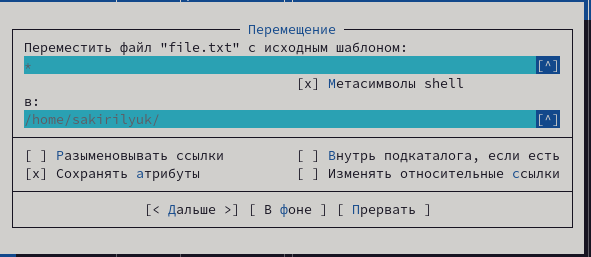 Перемещение
Переместить файл "file.txt" с исходным шаблоном:
* [^]
[x] Метасимволы shell
в:
/home/sakirilyuk/ [^]
[ ] Разыменовывать ссылки [ ] Внутрь подкаталога, если есть
[x] Сохранять атрибуты [ ] Изменять относительные ссылки
[< Дальше >] [ В фоне ] [ Прервать ]